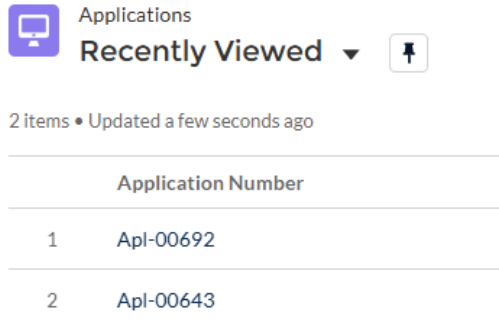 Applications
Recently Viewed
2 items • Updated a few seconds ago
Application Number
1 Apl-00692
2 Apl-00643